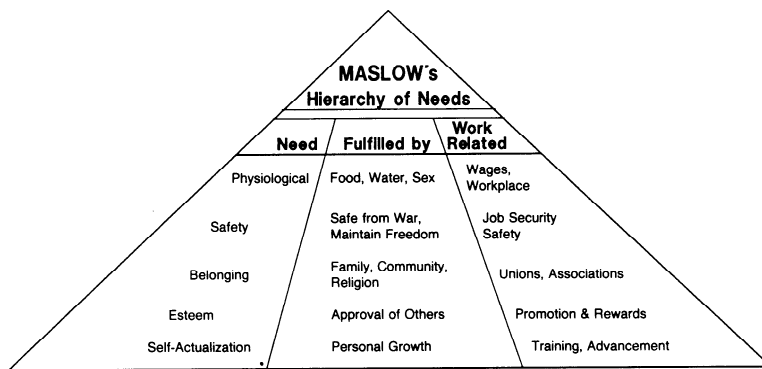 MASLOW's
Hierarchy of Needs
Need Fulfilled by Work Related
Physiological Food, Water, Sex Wages,
Workplace
Safety Safe from War, Job Security
Maintain Freedom Safety
Belonging Family, Community, Unions, Associations
Religion
Esteem Approval of Others Promotion & Rewards
Self-Actualization Personal Growth Training, Advancement